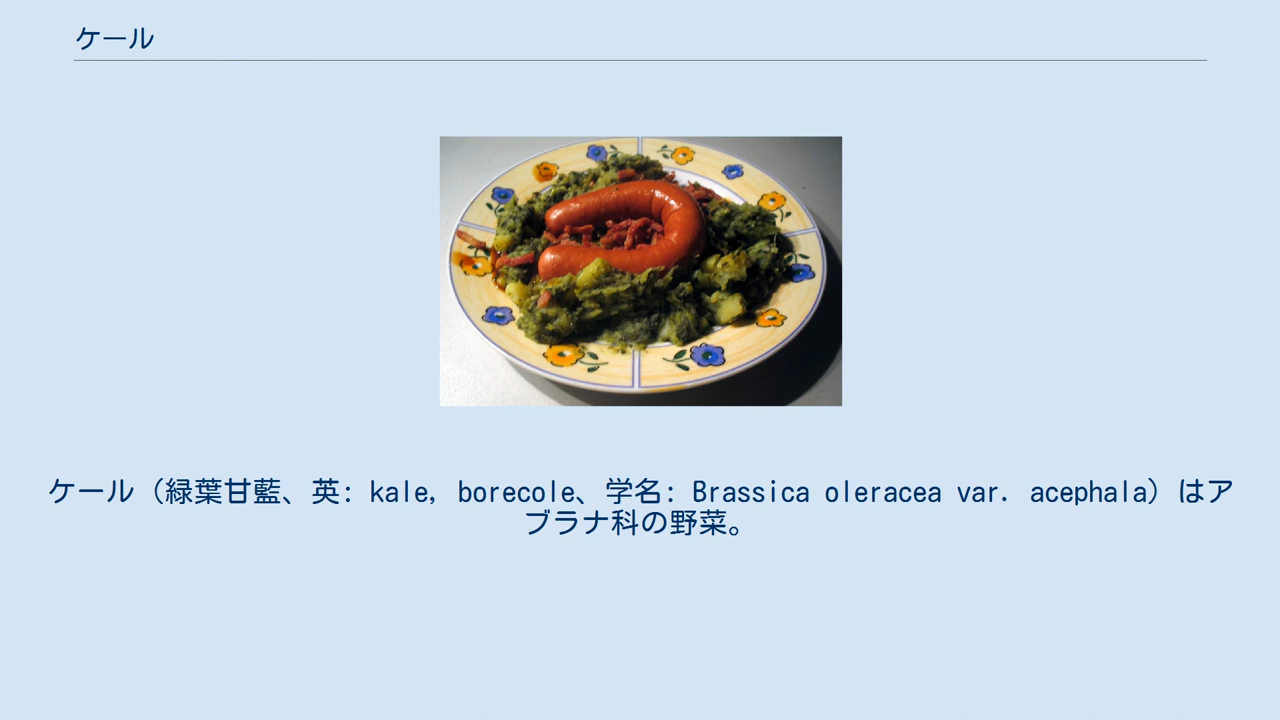 ケール
ケール（緑葉甘藍、英: kale, borecole、学名: Brassica oleracea var. acephala）はア
ブラナ科の野菜。